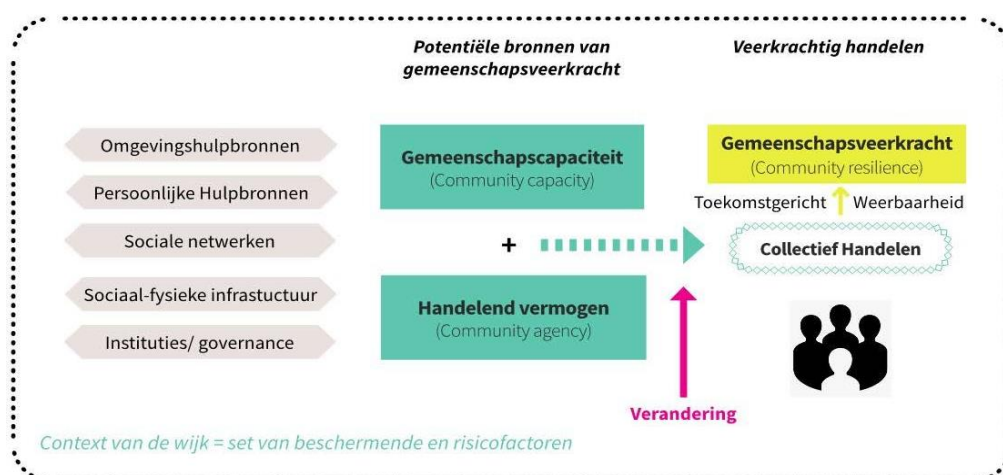 Potentiële bronnen van
gemeenschapsveerkracht
Veerkrachtig handelen
Omgevingshulpbronnen
Persoonlijke Hulpbronnen
Sociale netwerken
Sociaal-fysieke infrastuctuur
Instituties/ governance
Gemeenschapscapaciteit
(Community capacity)
+
Handelend vermogen
(Community agency)
Gemeenschapsveerkracht
(Community resilience)
Toekomstgericht
Weerbaarheid
Collectief Handelen
Verandering
Context van de wijk = set van beschermende en risicofactoren